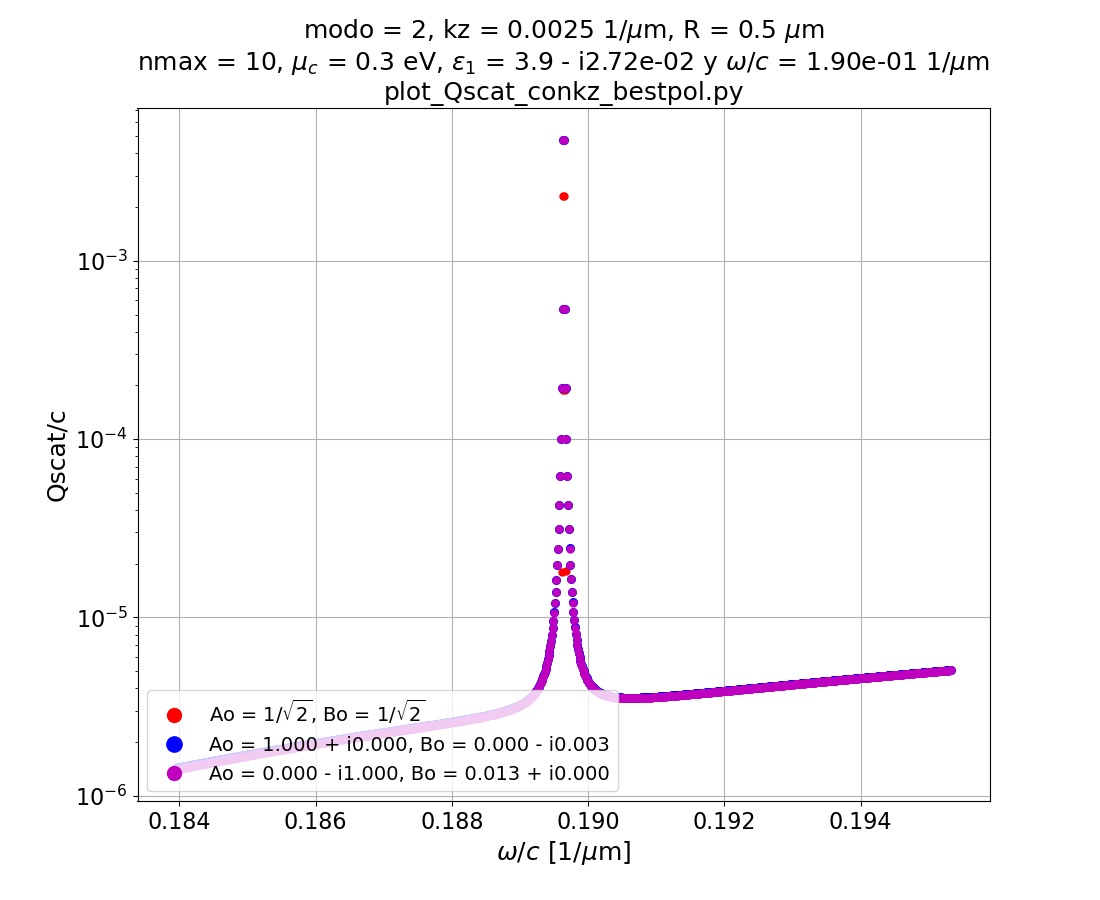 modo = 2, kz = 0.0025 1/μm, R = 0.5 μm
nmax = 10, μ_c = 0.3 eV, ε₁ = 3.9 - i2.72e-02 y ω/c = 1.90e-01 1/μm
plot_Qscat_conkz_bestpol.py
Qscat/c
10⁻³
10⁻⁴
10⁻⁵
10⁻⁶
Ao = 1/√2, Bo = 1/√2
Ao = 1.000 + i0.000, Bo = 0.000 - i0.003
Ao = 0.000 - i1.000, Bo = 0.013 + i0.000
0.184 0.186 0.188 0.190 0.192 0.194
ω/c [1/μm]